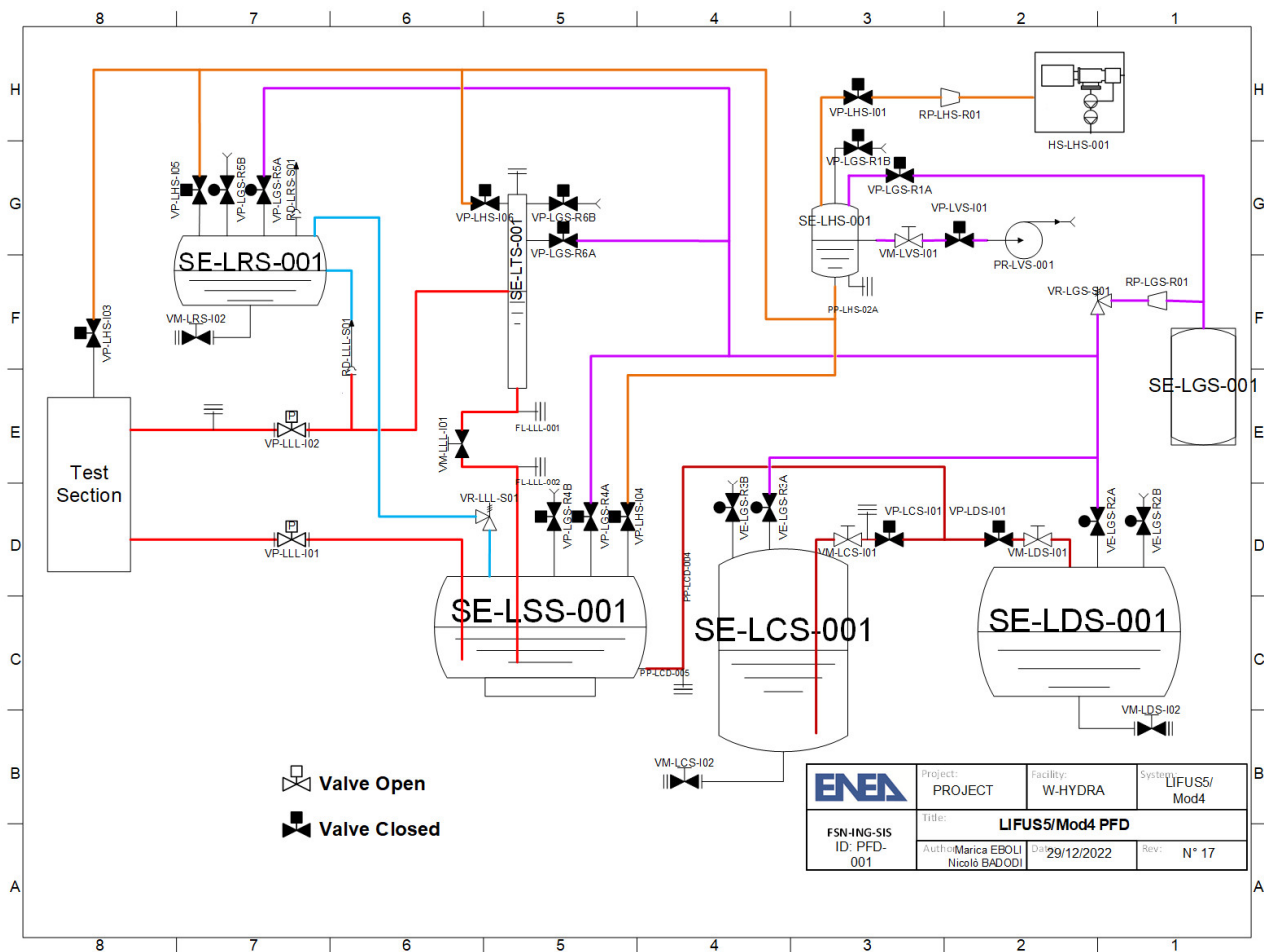 8 7 6 5 4 3 2 1
H H
VP-LHS-I01
RP-LHS-R01
HS-LHS-001
VP-LHS-I05
VP-LGS-R5B
VP-LGS-R5A
RD-LRS-S01
VP-LGS-R1B
VP-LGS-R1A
G G
VP-LHS-I06
VP-LGS-R6B
VP-LGS-R6A
SE-LTS-001
SE-LHS-001
VP-LVS-I01
VM-LVS-I01
PR-LVS-001
SE-LRS-001
RP-LGS-R01
VR-LGS-S01
PP-LHS-02A
F F
VM-LRS-I02
VP-LHS-I03
RD-LLL-S01
SE-LGS-001
E E
VP-LLL-I02
FL-LLL-001
VM-LLL-I01
Test
Section
FL-LLL-002
VR-LLL-S01
VP-LGS-R4B
VP-LGS-R4A
VP-LHS-I04
VE-LGS-R3B
VE-LGS-R3A
VP-LCS-I01
VP-LDS-I01
VE-LGS-R2A
VE-LGS-R2B
D D
VP-LLL-I01
VM-LCS-I01
VM-LDS-I01
PP-LCD-004
SE-LSS-001
SE-LCS-001
SE-LDS-001
C C
PP-LCD-005
VM-LDS-I02
VM-LCS-I02
B B
P
P
Valve Open
Valve Closed
ENEA
Project:
PROJECT
Facility:
W-HYDRA
System:
LIFUS5/
Mod4
FSN-ING-SIS
ID: PFD-
001
Title:
LIFUS5/Mod4 PFD
Author:
Marica EBOLI
Nicolò BADODI
Date:
29/12/2022
Rev:
N° 17
A A
8 7 6 5 4 3 2 1